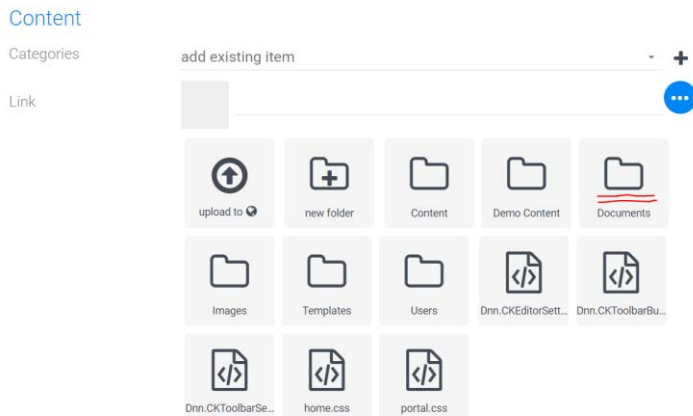 Content
Categories
add existing item
Link
upload to
new folder
Content
Demo Content
Documents
Images
Templates
Users
Dnn.CKEditorSett...
Dnn.CKToolbarBu...
Dnn.CKToolbarSe...
home.css
portal.css